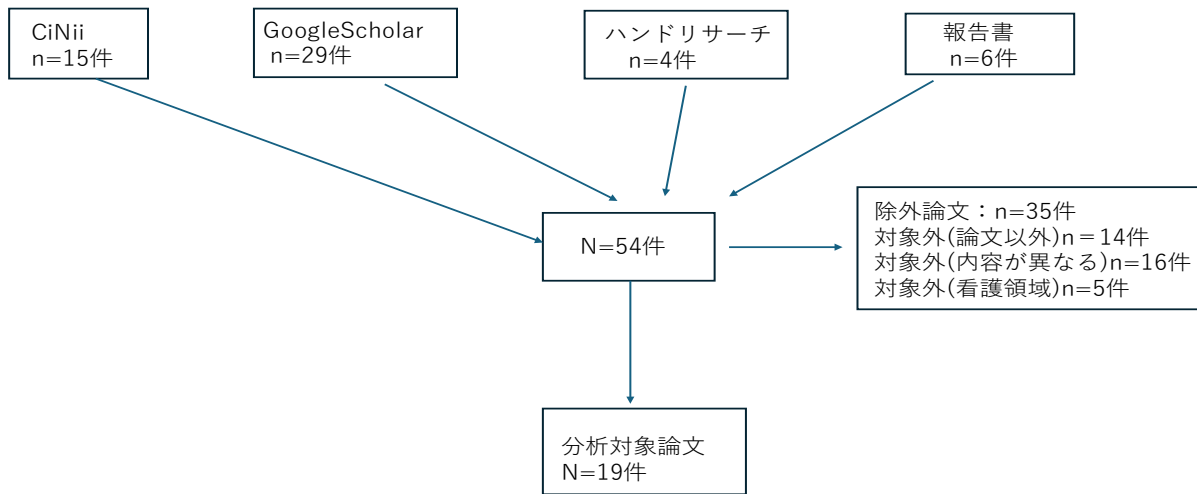 CiNii
n=15件
GoogleScholar
n=29件
ハンドリサーチ
n=4件
報告書
n=6件
N=54件
除外論文：n=35件
対象外(論文以外)n＝14件
対象外(内容が異なる)n=16件
対象外(看護領域)n=5件
分析対象論文
N=19件